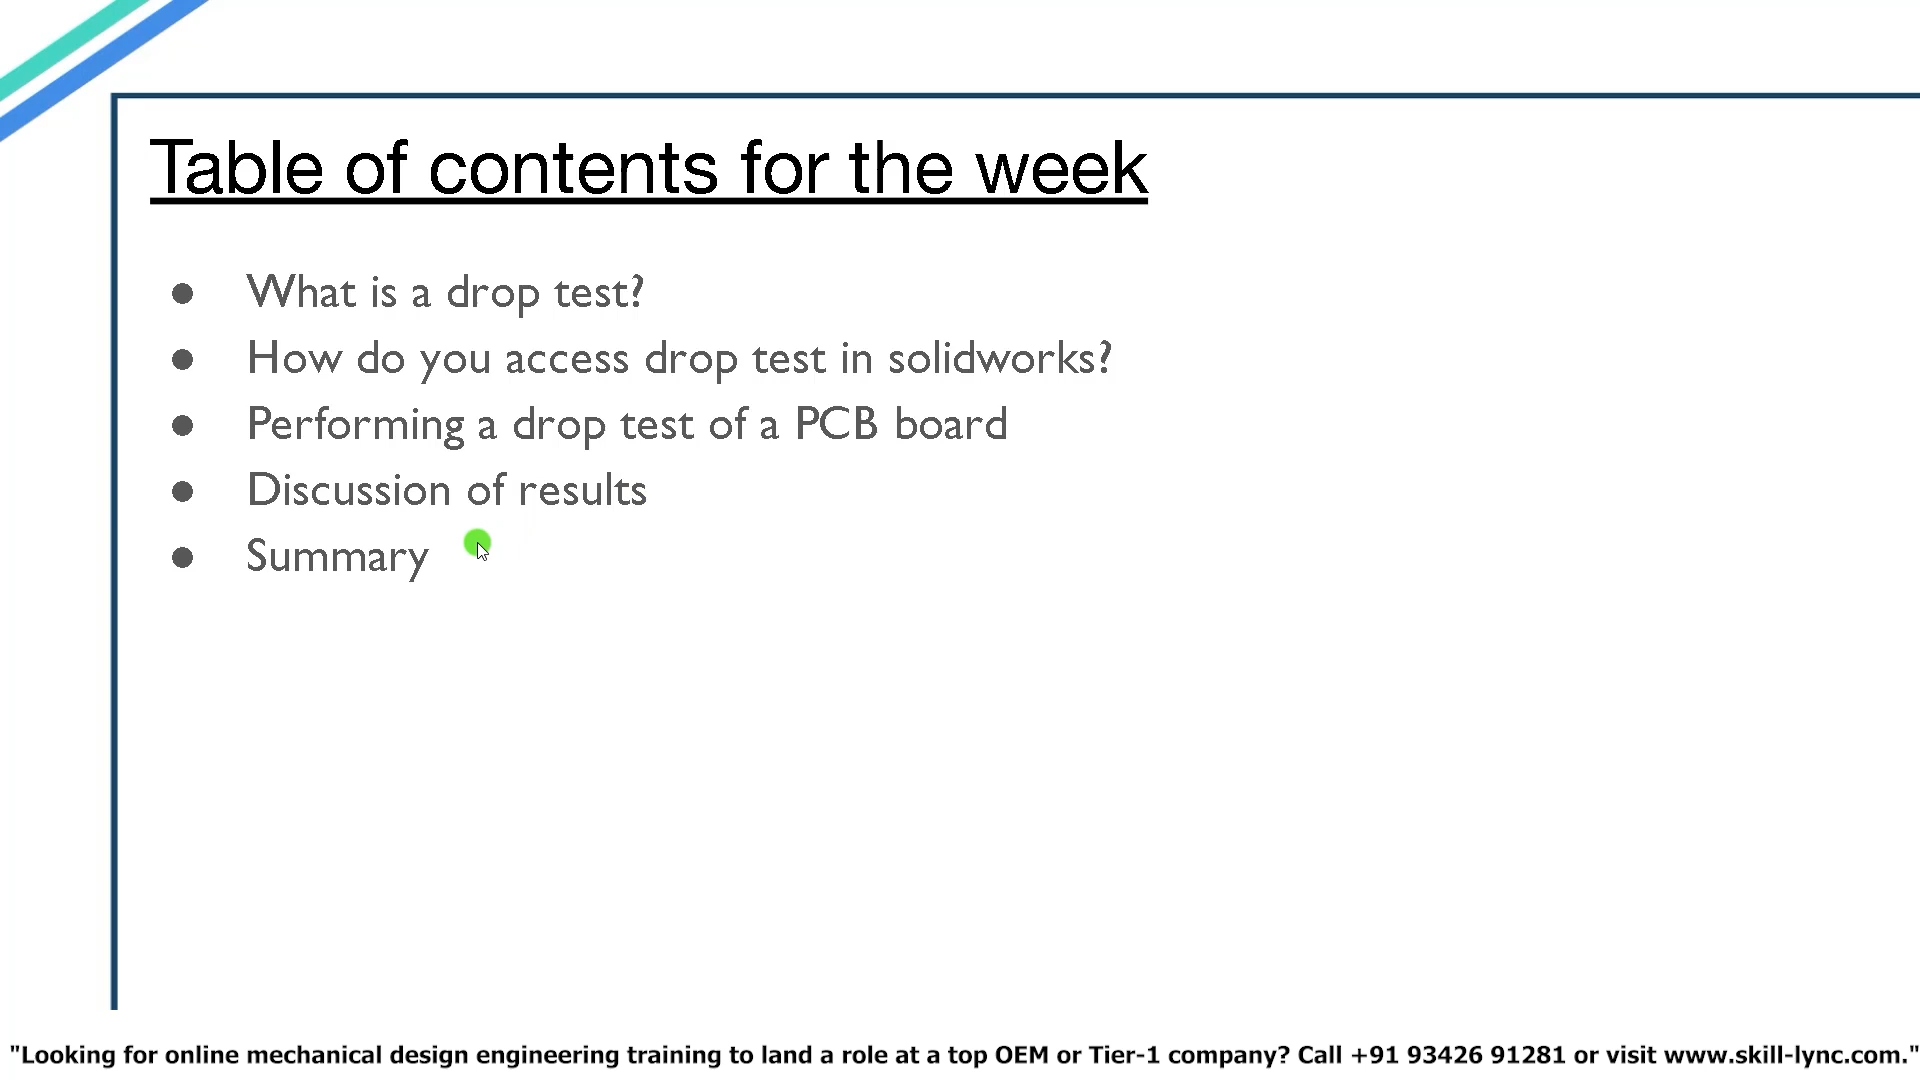 Table of contents for the week
● What is a drop test?
● How do you access drop test in solidworks?
● Performing a drop test of a PCB board
● Discussion of results
● Summary
"Looking for online mechanical design engineering training to land a role at a top OEM or Tier-1 company? Call +91 93426 91281 or visit www.skill-lync.com."